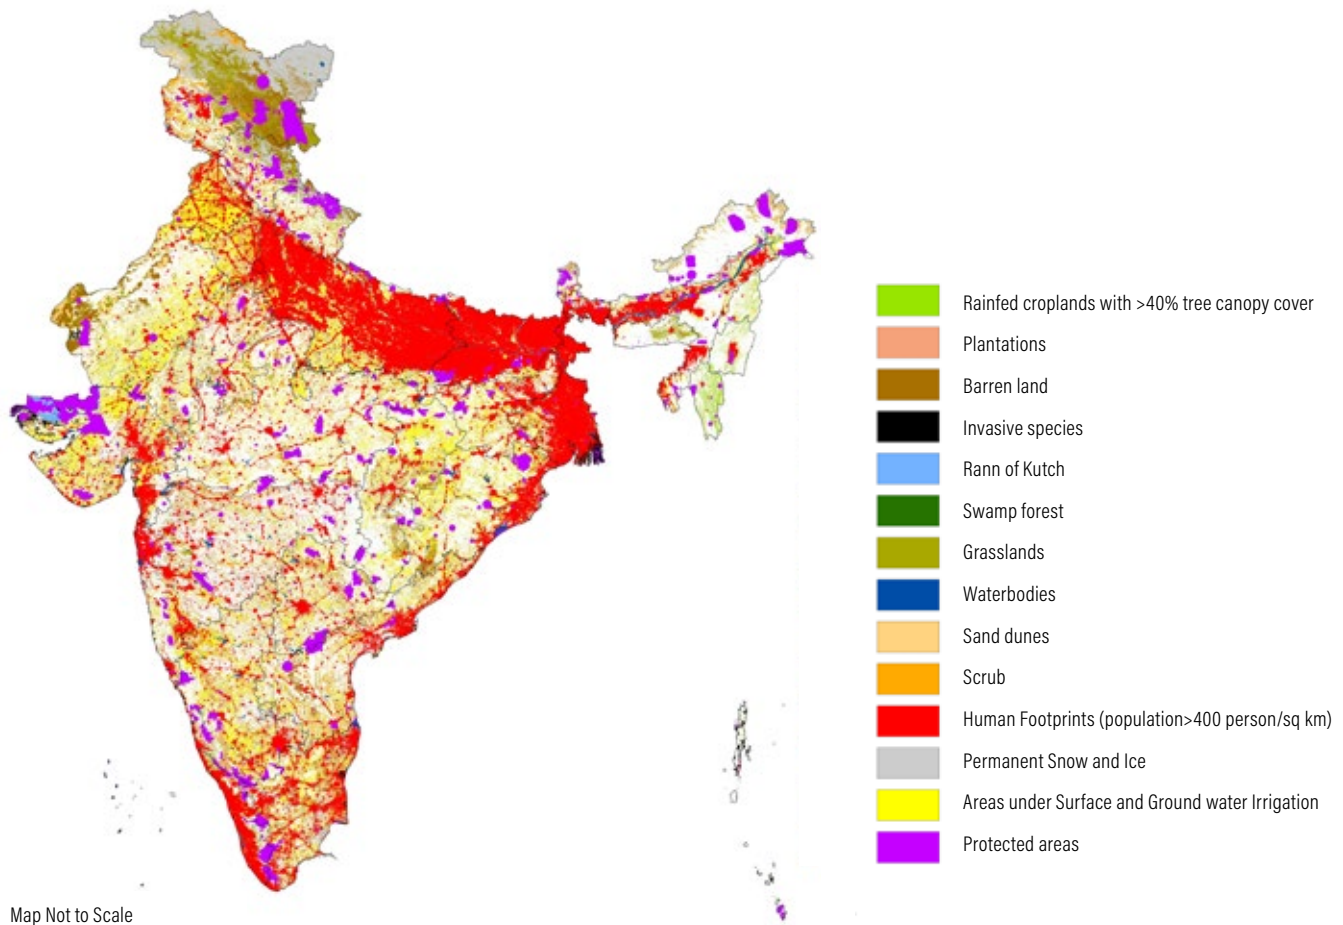 Rainfed croplands with >40% tree canopy cover
Plantations
Barren land
Invasive species
Rann of Kutch
Swamp forest
Grasslands
Waterbodies
Sand dunes
Scrub
Human Footprints (population>400 person/sq km)
Permanent Snow and Ice
Areas under Surface and Ground water Irrigation
Protected areas
Map Not to Scale